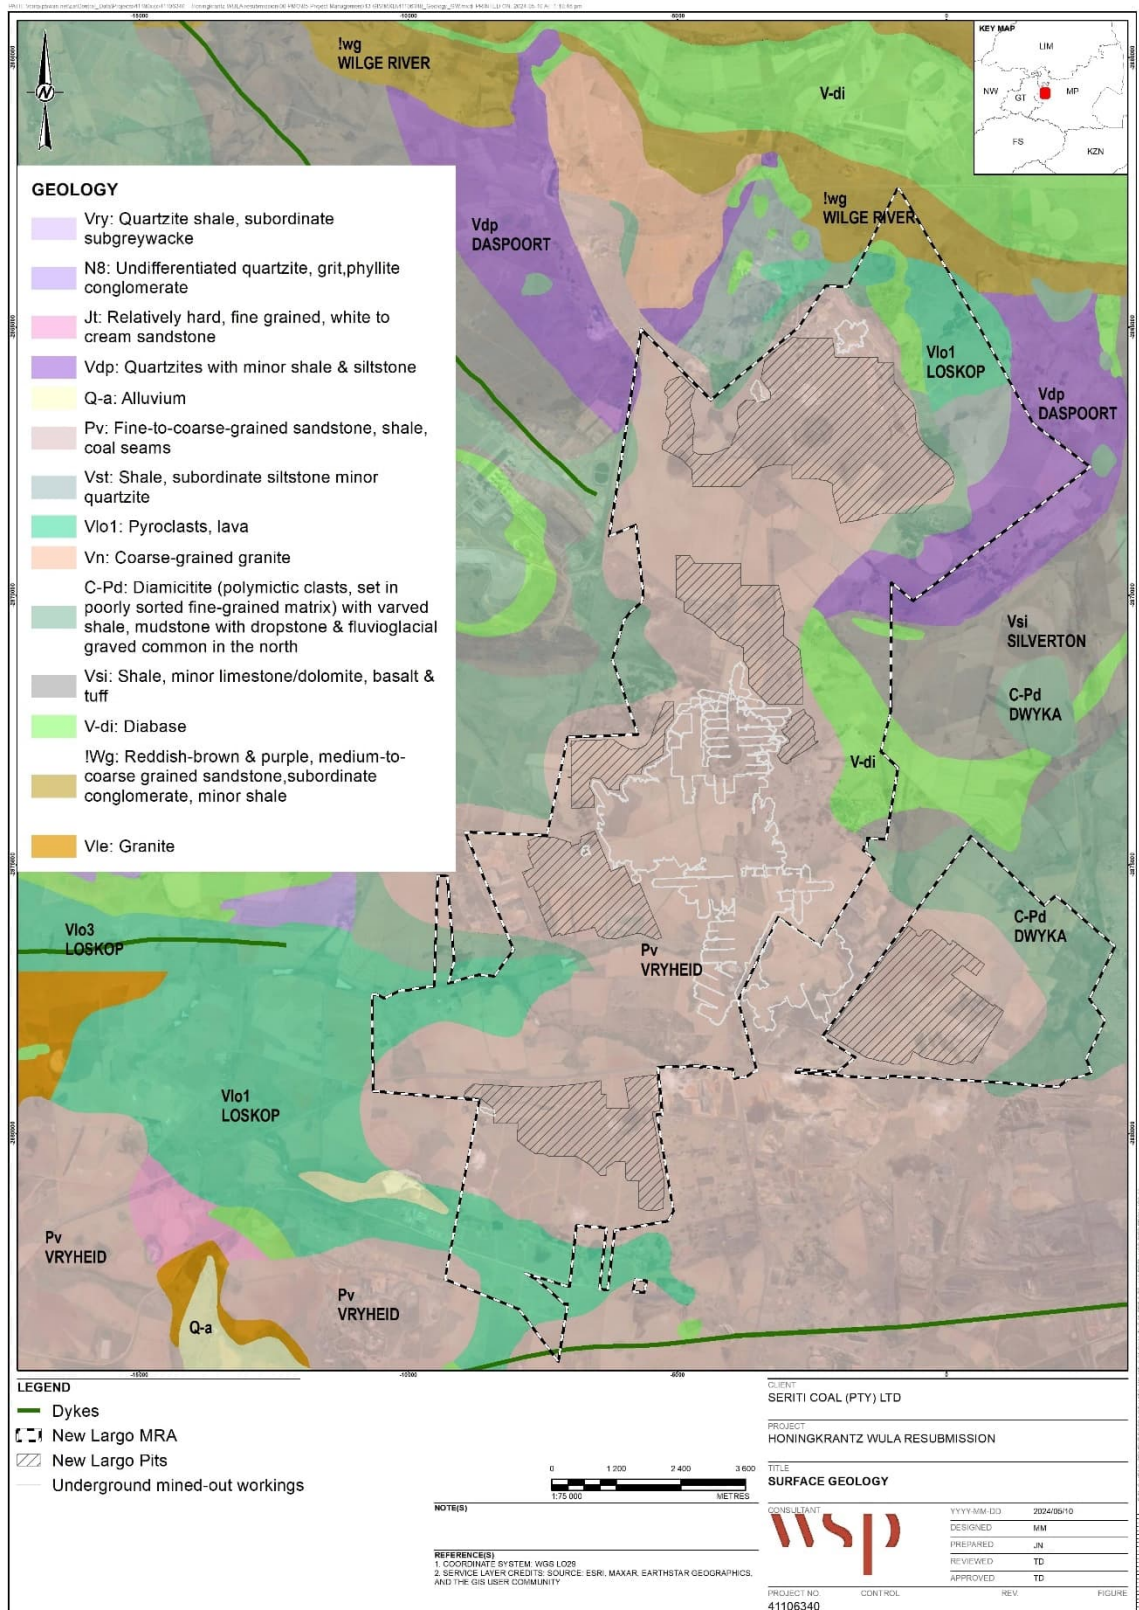 KEY MAP
LIM
NW
GT
MP
FS
KZN
!wg
WILGE RIVER
V-di
!wg
WILGE RIVER
Vdp
DASPOORT
Vlo1
LOSKOP
Vdp
DASPOORT
Vsi
SILVERTON
C-Pd
DWYKA
V-di
C-Pd
DWYKA
Pv
VRYHEID
Vlo3
LOSKOP
Vlo1
LOSKOP
Pv
VRYHEID
Pv
VRYHEID
Q-a
N
GEOLOGY
Vry: Quartzite shale, subordinate
subgreywacke
N8: Undifferentiated quartzite, grit,phyllite
conglomerate
Jt: Relatively hard, fine grained, white to
cream sandstone
Vdp: Quartzites with minor shale & siltstone
Q-a: Alluvium
Pv: Fine-to-coarse-grained sandstone, shale,
coal seams
Vst: Shale, subordinate siltstone minor
quartzite
Vlo1: Pyroclasts, lava
Vn: Coarse-grained granite
C-Pd: Diamicitite (polymictic clasts, set in
poorly sorted fine-grained matrix) with varved
shale, mudstone with dropstone & fluvioglacial
graved common in the north
Vsi: Shale, minor limestone/dolomite, basalt &
tuff
V-di: Diabase
!Wg: Reddish-brown & purple, medium-to-
coarse grained sandstone,subordinate
conglomerate, minor shale
Vle: Granite
-15000
-10000
-5000
0
LEGEND
Dykes
New Largo MRA
New Largo Pits
Underground mined-out workings
0 1 200 2 400 3 600
1:75 000 METRES
NOTE(S)
REFERENCE(S)
1. COORDINATE SYSTEM: WGS LO29
2. SERVICE LAYER CREDITS: SOURCE: ESRI, MAXAR, EARTHSTAR GEOGRAPHICS,
AND THE GIS USER COMMUNITY
CLIENT
SERITI COAL (PTY) LTD
PROJECT
HONINGKRANTZ WULA RESUBMISSION
TITLE
SURFACE GEOLOGY
CONSULTANT
wsp
YYYY-MM-DD 2024/05/10
DESIGNED MM
PREPARED JN
REVIEWED TD
APPROVED TD
PROJECT NO. CONTROL REV. FIGURE
41106340